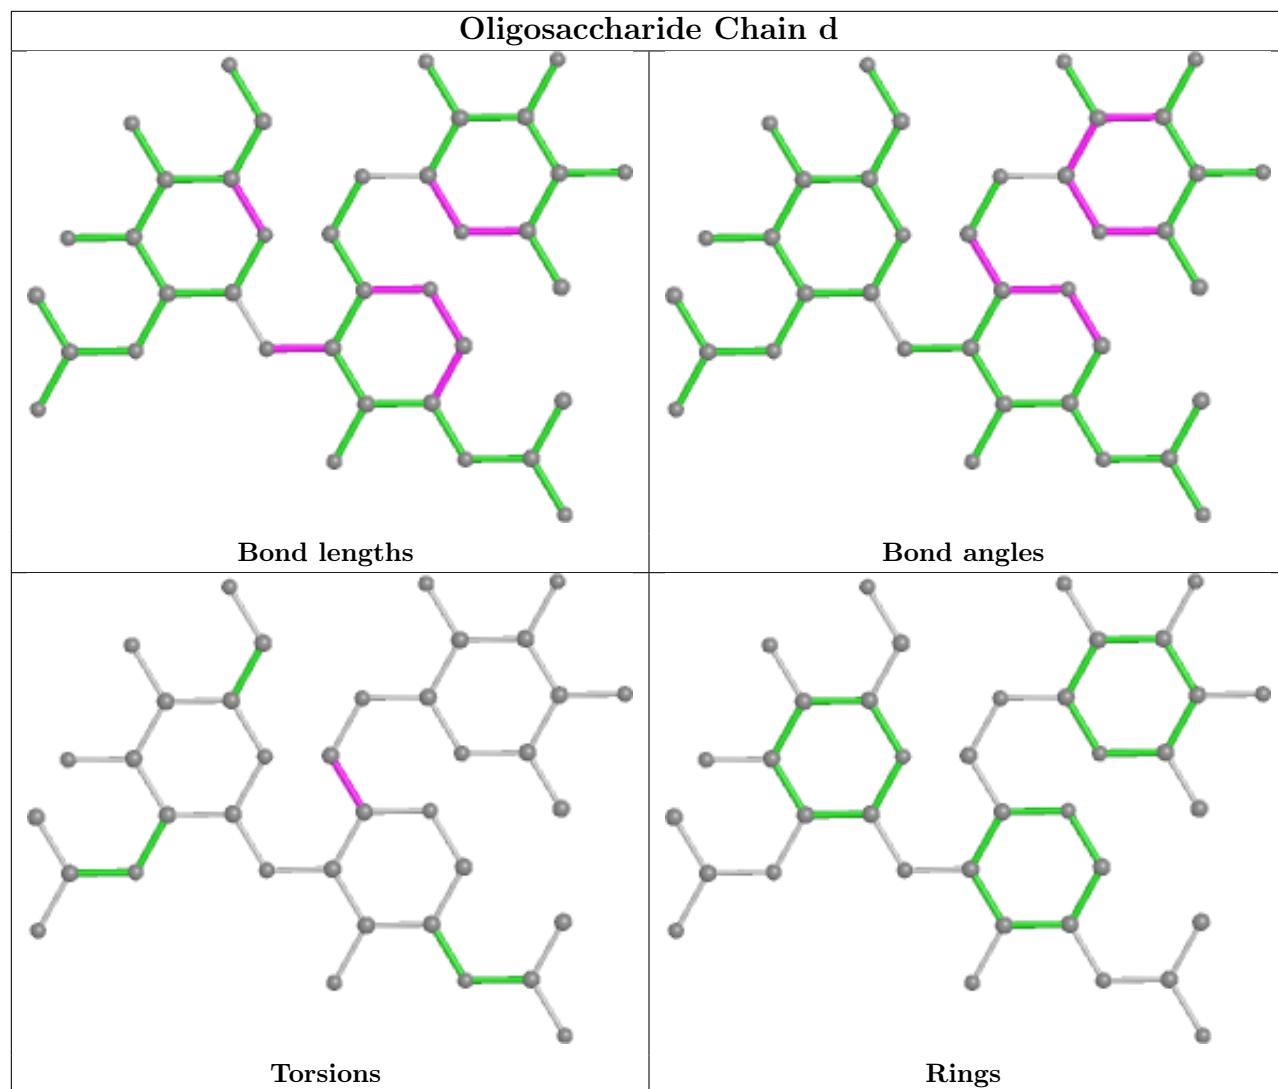 Oligosaccharide Chain d
Bond lengths
Bond angles
Torsions
Rings